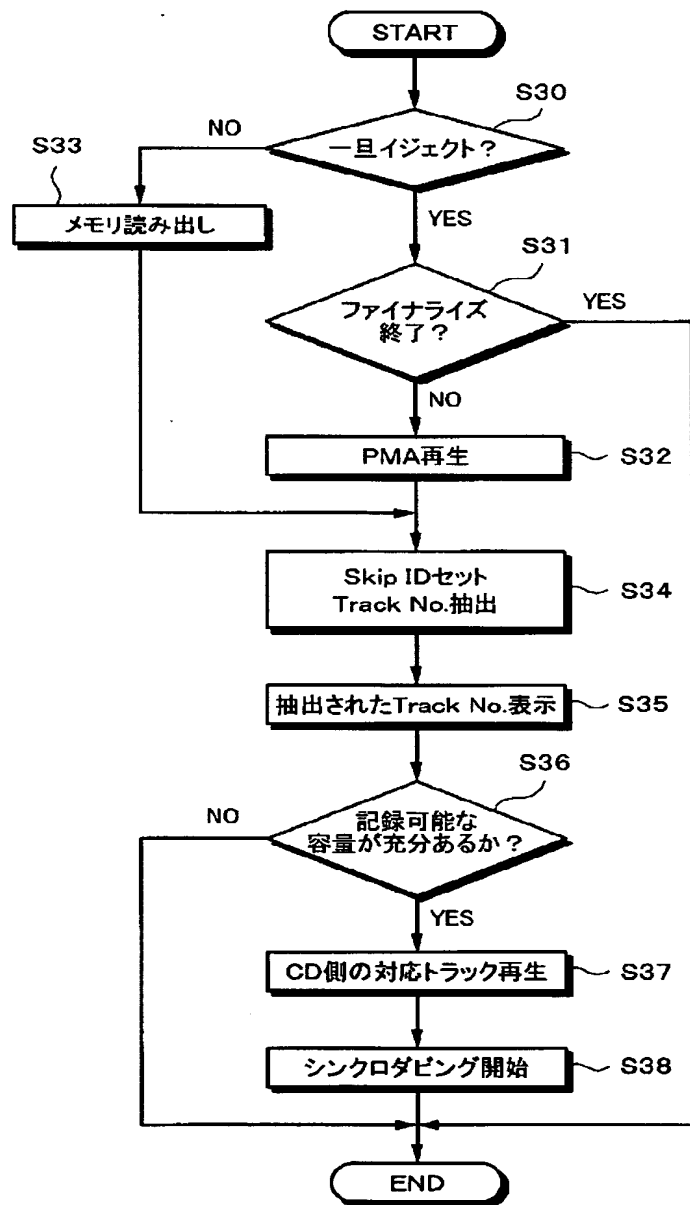 START
S30
一旦イジェクト？
NO
S33
メモリ読み出し
YES
S31
ファイナライズ
終了？
YES
NO
PMA再生
S32
Skip IDセット
Track No.抽出
S34
抽出されたTrack No.表示
S35
S36
記録可能な
容量が充分あるか？
NO
YES
CD側の対応トラック再生
S37
シンクロダビング開始
S38
END